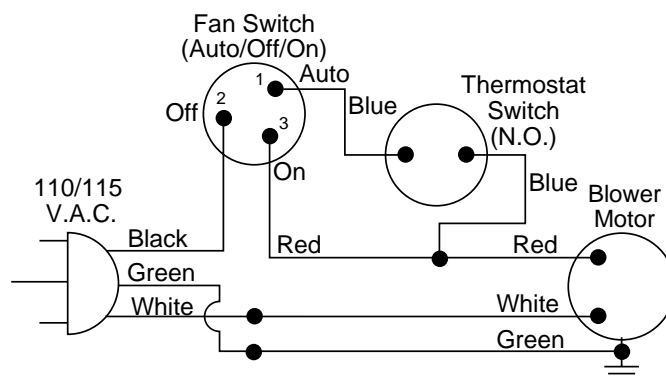 Fan Switch
(Auto/Off/On)
1
Auto
2
Off
3
On
Blue
Thermostat
Switch
(N.O.)
Blue
Blower
Motor
110/115
V.A.C.
Black
Red
Red
Green
White
White
Green